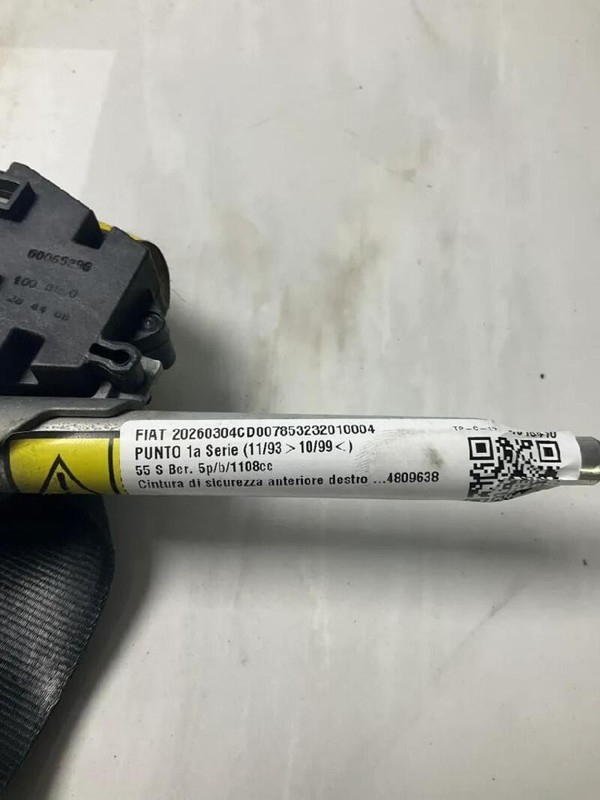 60065296
FIAT 20260304CD007853232010004
PUNTO 1a Serie (11/93 > 10/99 <)
55 S Ber. 5p/b/1108cc
Cintura di sicurezza anteriore destro ...4809638